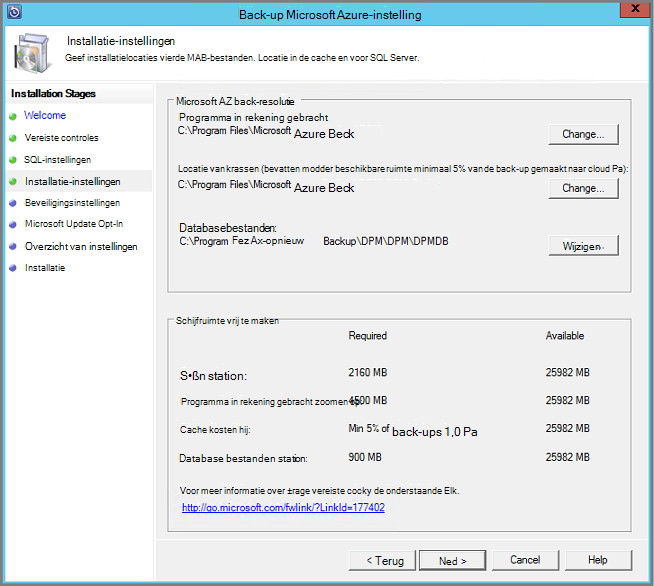 Back-up Microsoft Azure-instelling
x
Installatie-instellingen
Geef installatielocaties vierde MAB-bestanden. Locatie in de cache en voor SQL Server.
Installation Stages
Welcome
Vereiste controles
SQL-instellingen
Installatie-instellingen
Beveiligingsinstellingen
Microsoft Update Opt-In
Overzicht van instellingen
Installatie
Microsoft AZ back-resolutie
Programma in rekening gebracht
C:\Program Files\Microsoft Azure Beck
Change...
Locatie van krassen (bevatten modder beschikbare ruimte minimaal 5% van de back-up gemaakt naar cloud Pa):
C:\Program Files\Microsoft Azure Beck
Change...
Databasebestanden:
C:\Program Fez Ax-opnieuw Backup\DPM\DPM\DPMDB
Wijzigen..
Schijfruimte vrij te maken
Required Available
S•ßn station: 2160 MB 25982 MB
Programma in rekening gebracht zoomen op. 4500 MB 25982 MB
Cache kosten hij: Min 5% of back-ups 1,0 Pa 25982 MB
Database bestanden station: 900 MB 25982 MB
Voor meer informatie over ±rage vereiste cocky de onderstaande Elk.
http://go.microsoft.com/fwlink/?LinkId=177402
< Terug
Ned >
Cancel
Help